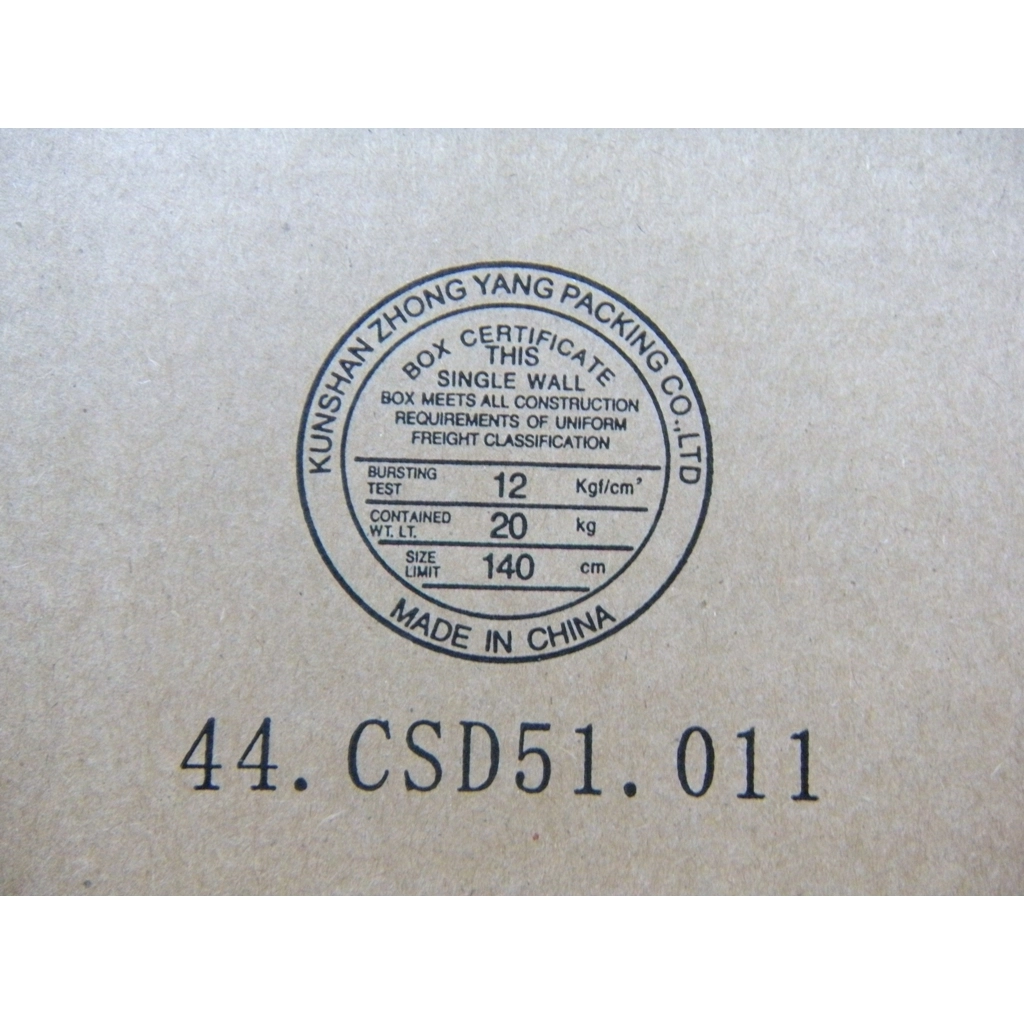 KUNSHAN ZHONG YANG PACKING CO.,LTD
BOX CERTIFICATE
THIS
SINGLE WALL
BOX MEETS ALL CONSTRUCTION
REQUIREMENTS OF UNIFORM
FREIGHT CLASSIFICATION
BURSTING TEST 12 Kgf/cm²
CONTAINED WT. LT. 20 kg
SIZE LIMIT 140 cm
MADE IN CHINA
44.CSD51.011